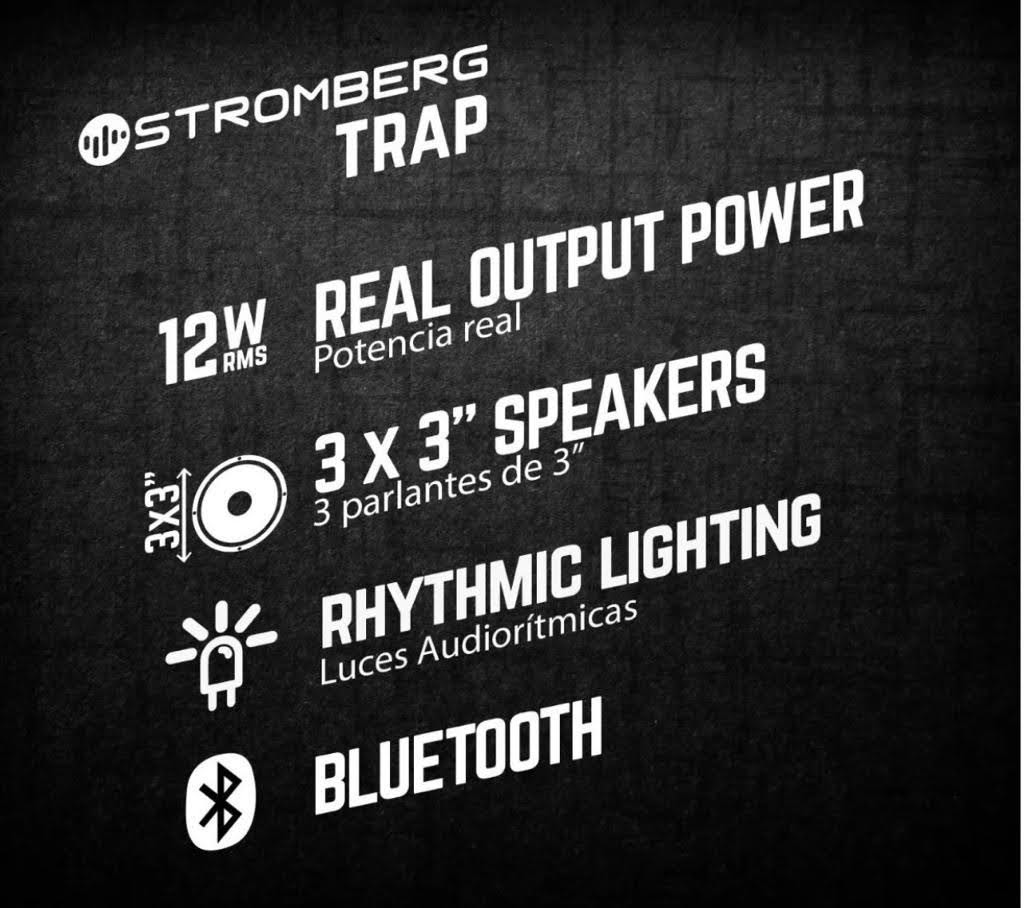 STROMBERG
TRAP
12W RMS
REAL OUTPUT POWER
Potencia real
3X3”
3 X 3” SPEAKERS
3 parlantes de 3”
RHYTHMIC LIGHTING
Luces Audiorítmicas
BLUETOOTH